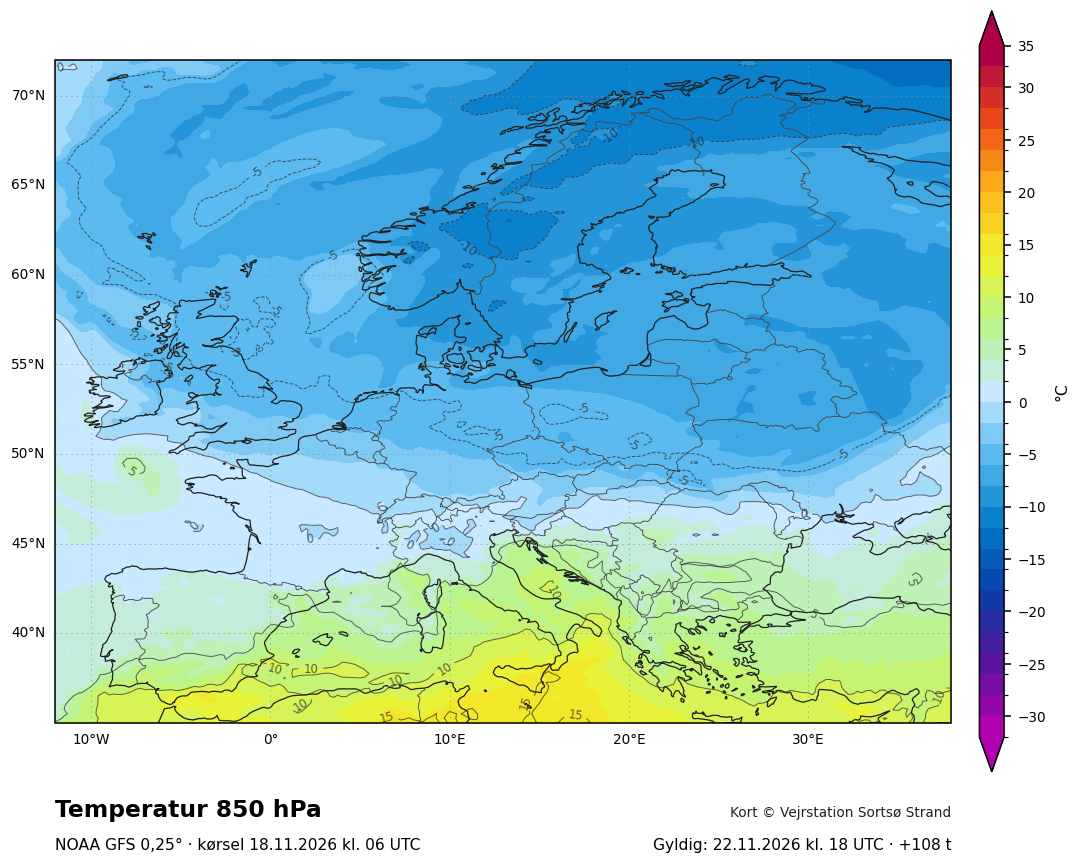 70°N
65°N
60°N
55°N
50°N
45°N
40°N
10°W
0°
10°E
20°E
30°E
35
30
25
20
15
10
5
0
−5
−10
−15
−20
−25
−30
°C
Temperatur 850 hPa
Kort © Vejrstation Sortsø Strand
NOAA GFS 0,25° · kørsel 18.11.2026 kl. 06 UTC
Gyldig: 22.11.2026 kl. 18 UTC · +108 t